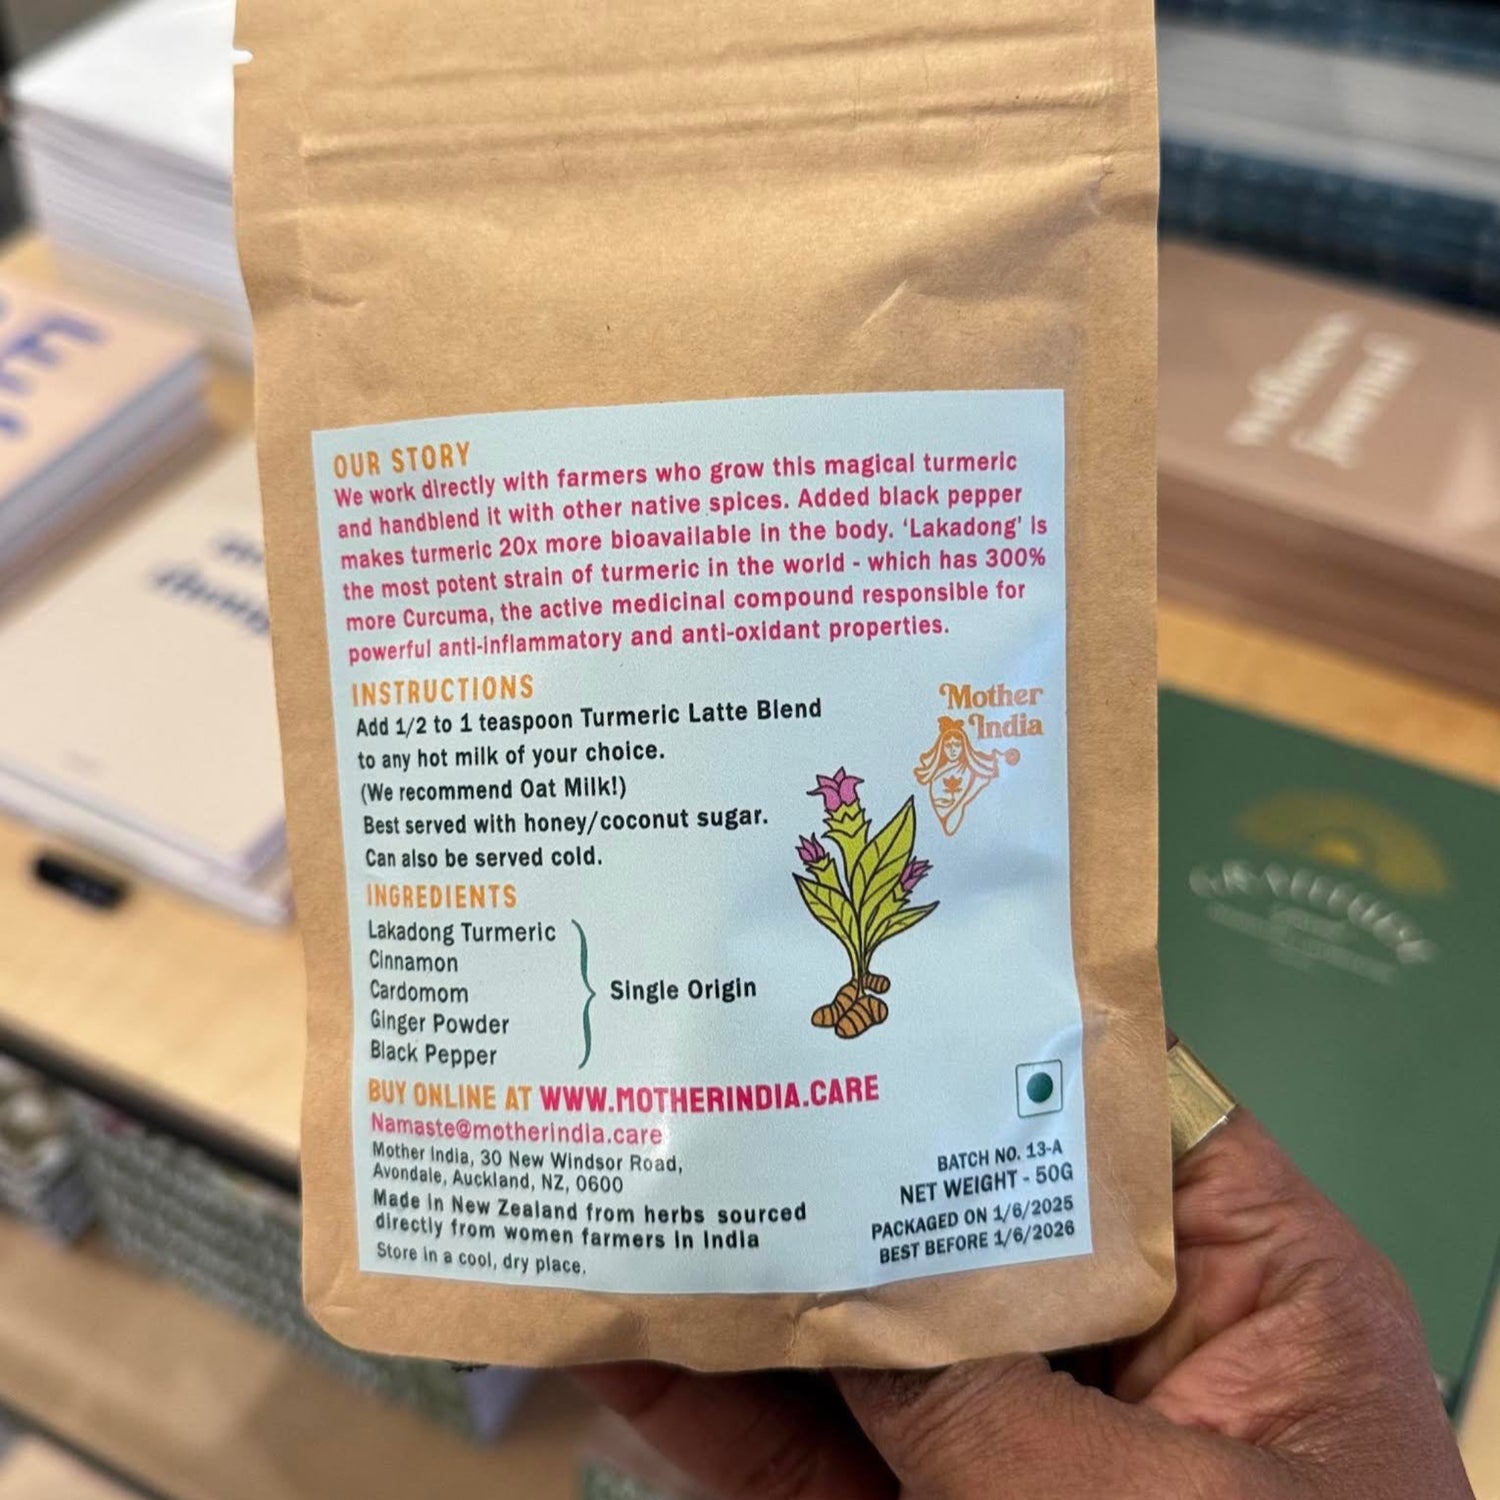 OUR STORY
We work directly with farmers who grow this magical turmeric
and handblend it with other native spices. Added black pepper
makes turmeric 20x more bioavailable in the body. ‘Lakadong’ is
the most potent strain of turmeric in the world - which has 300%
more Curcuma, the active medicinal compound responsible for
powerful anti-inflammatory and anti-oxidant properties.
INSTRUCTIONS
Add 1/2 to 1 teaspoon Turmeric Latte Blend
to any hot milk of your choice.
(We recommend Oat Milk!)
Best served with honey/coconut sugar.
Can also be served cold.
Mother
India
INGREDIENTS
Lakadong Turmeric
Cinnamon
Cardomom
Ginger Powder
Black Pepper
Single Origin
BUY ONLINE AT WWW.MOTHERINDIA.CARE
Namaste@motherindia.care
Mother India, 30 New Windsor Road,
Avondale, Auckland, NZ, 0600
Made in New Zealand from herbs sourced
directly from women farmers in India
Store in a cool, dry place.
BATCH NO. 13-A
NET WEIGHT - 50G
PACKAGED ON 1/6/2025
BEST BEFORE 1/6/2026
wellness
journal